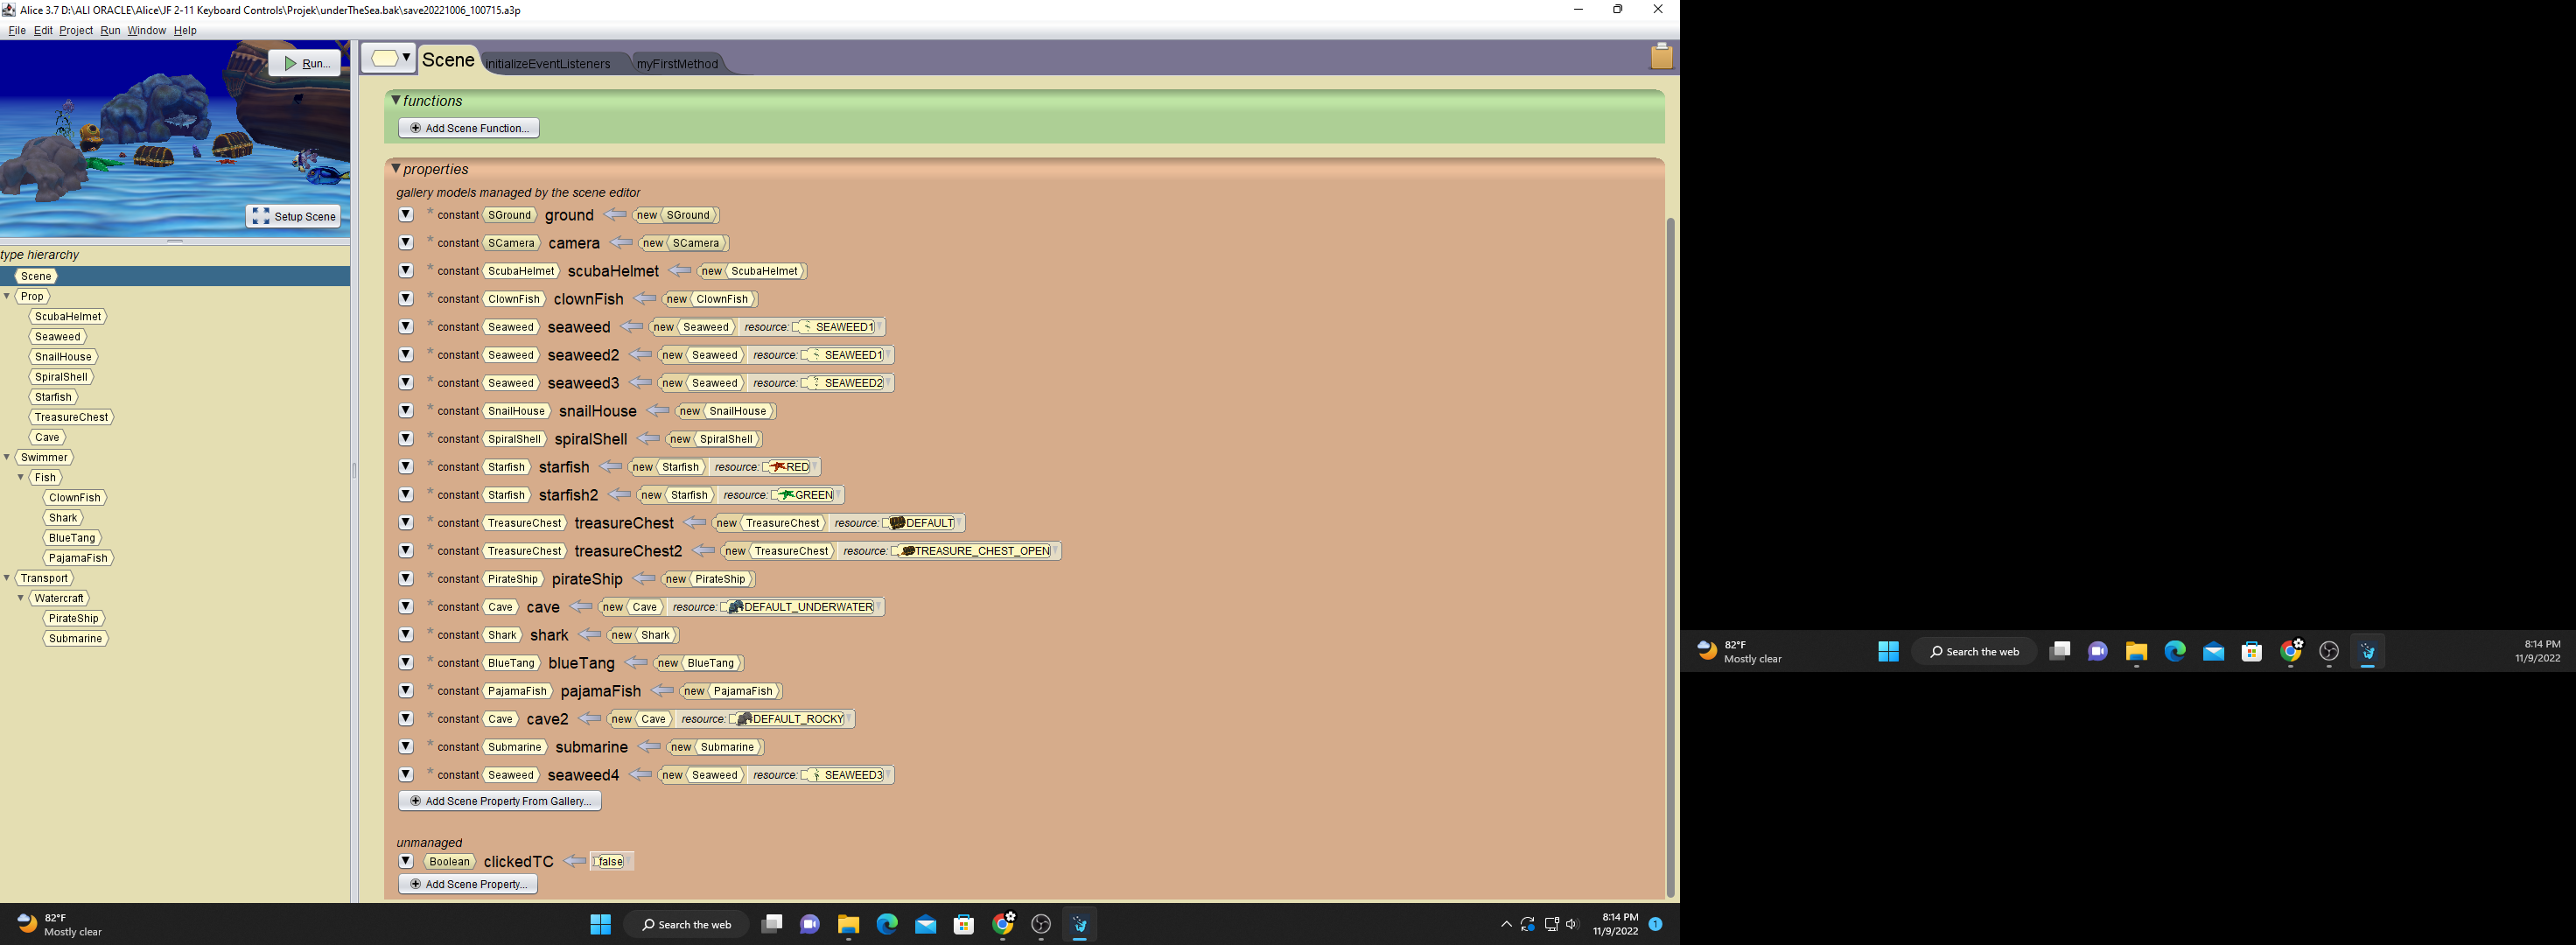 Alice 3.7 D:\ALI ORACLE\Alice\JF 2-11 Keyboard Controls\Projek\underTheSea.bak\save20221006_100715.a3p
File Edit Project Run Window Help
Run...
Setup Scene
type hierarchy
Scene
Prop
ScubaHelmet
Seaweed
SnailHouse
SpiralShell
Starfish
TreasureChest
Cave
Swimmer
Fish
ClownFish
Shark
BlueTang
PajamaFish
Transport
Watercraft
PirateShip
Submarine
Scene initializeEventListeners myFirstMethod
functions
Add Scene Function...
properties
gallery models managed by the scene editor
* constant SGround ground new SGround
* constant SCamera camera new SCamera
* constant ScubaHelmet scubaHelmet new ScubaHelmet
* constant ClownFish clownFish new ClownFish
* constant Seaweed seaweed new Seaweed resource: SEAWEED1
* constant Seaweed seaweed2 new Seaweed resource: SEAWEED1
* constant Seaweed seaweed3 new Seaweed resource: SEAWEED2
* constant SnailHouse snailHouse new SnailHouse
* constant SpiralShell spiralShell new SpiralShell
* constant Starfish starfish new Starfish resource: RED
* constant Starfish starfish2 new Starfish resource: GREEN
* constant TreasureChest treasureChest new TreasureChest resource: DEFAULT
* constant TreasureChest treasureChest2 new TreasureChest resource: TREASURE_CHEST_OPEN
* constant PirateShip pirateShip new PirateShip
* constant Cave cave new Cave resource: DEFAULT_UNDERWATER
* constant Shark shark new Shark
* constant BlueTang blueTang new BlueTang
* constant PajamaFish pajamaFish new PajamaFish
* constant Cave cave2 new Cave resource: DEFAULT_ROCKY
* constant Submarine submarine new Submarine
* constant Seaweed seaweed4 new Seaweed resource: SEAWEED3
Add Scene Property From Gallery...
unmanaged
Boolean clickedTC false
Add Scene Property...
82°F
Mostly clear
Search the web
8:14 PM
11/9/2022
1
82°F
Mostly clear
Search the web
8:14 PM
11/9/2022